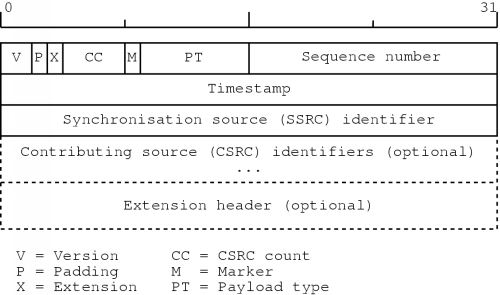 0 31
V P X CC M PT Sequence number
Timestamp
Synchronisation source (SSRC) identifier
Contributing source (CSRC) identifiers (optional)
...
Extension header (optional)
V = Version CC = CSRC count
P = Padding M = Marker
X = Extension PT = Payload type